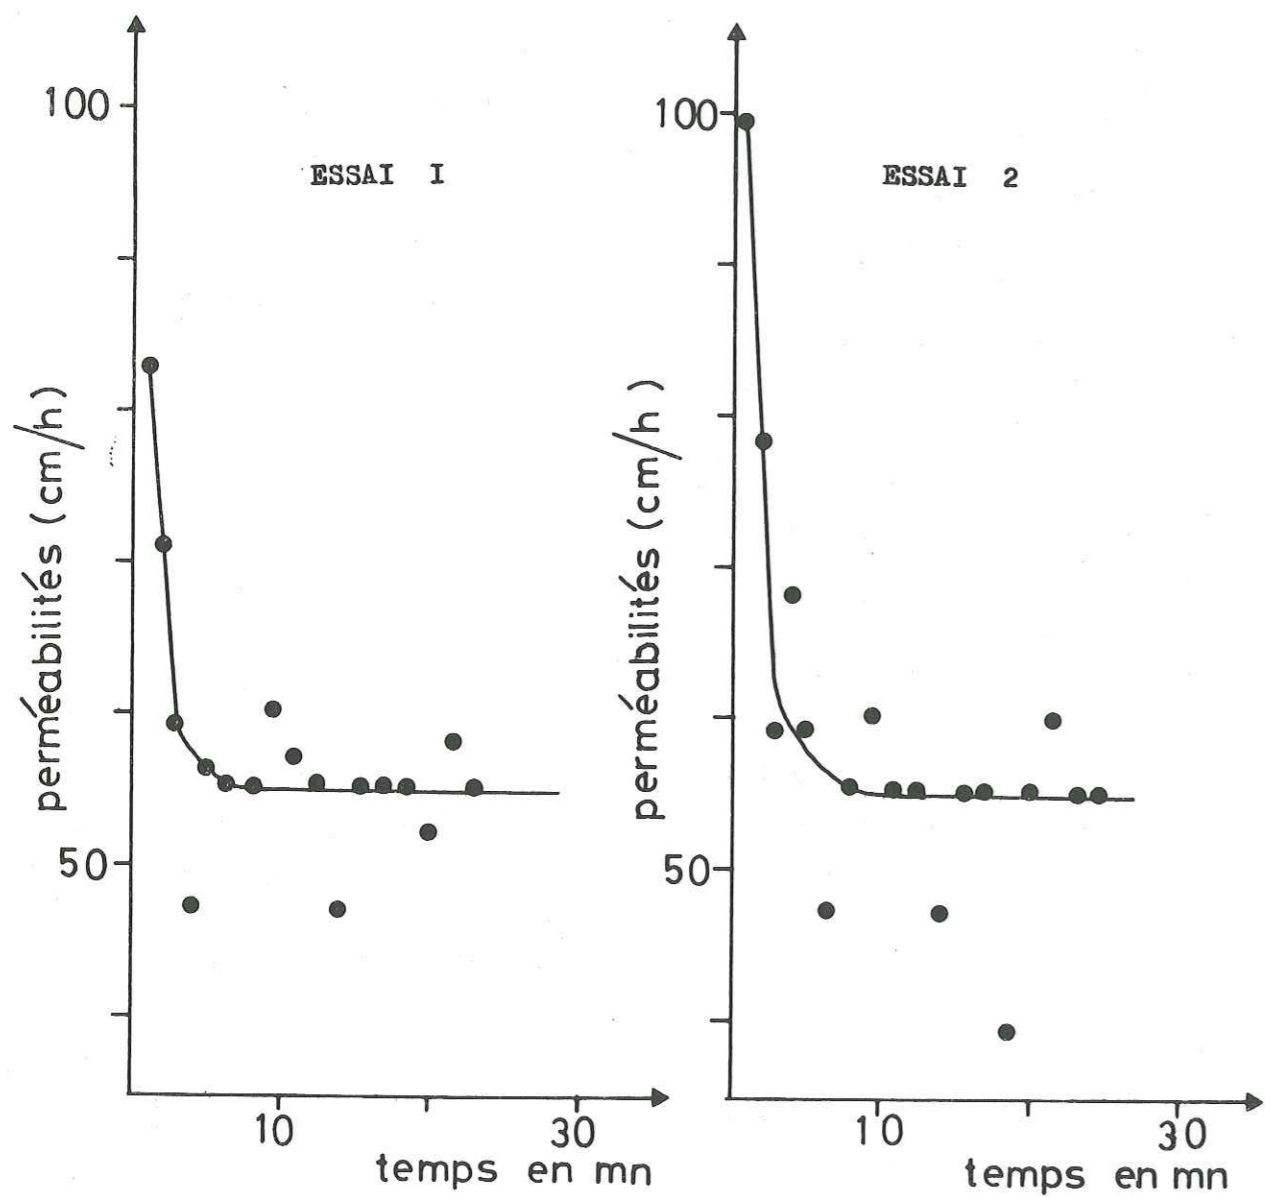 100
ESSAI I
perméabilités (cm/h)
50
10 30
temps en mn
100
ESSAI 2
perméabilités (cm/h)
50
10 30
temps en mn